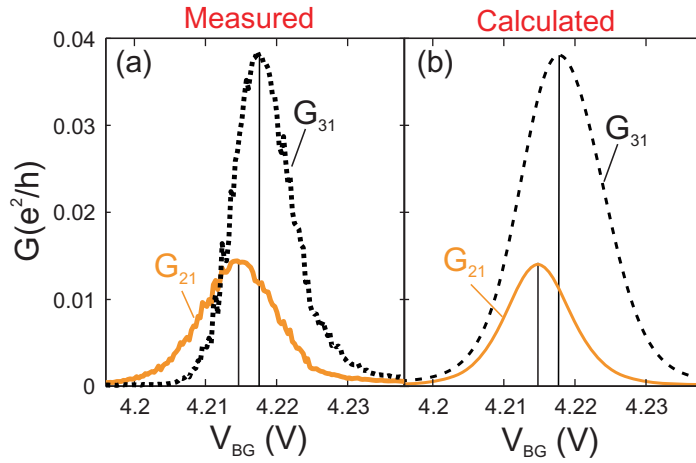 Measured
Calculated
0.04
0.03
0.02
0.01
0
G(e²/h)
(a)
G₃₁
G₂₁
4.2
4.21
4.22
4.23
V_BG (V)
(b)
G₃₁
G₂₁
4.2
4.21
4.22
4.23
V_BG (V)